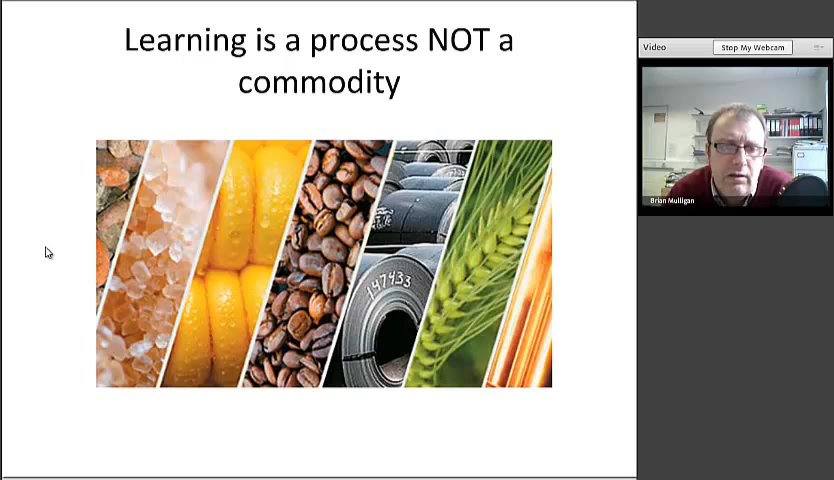 Learning is a process NOT a
commodity
Video
Stop My Webcam
Brian Mulligan
147433